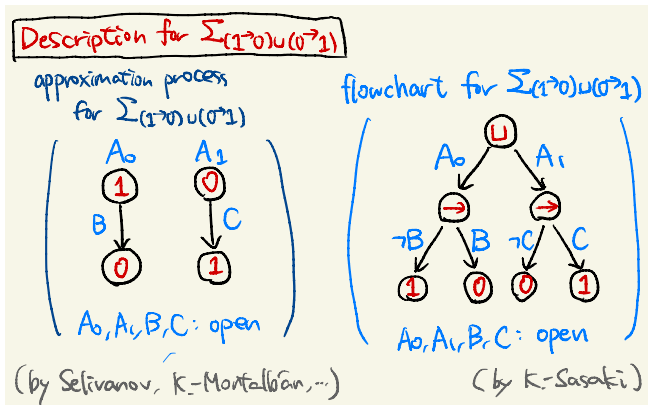 Description for Σ(1→0)⊔(0→1)
approximation process
for Σ(1→0)⊔(0→1)
A₀ A₁
1 0
B C
0 1
A₀, A₁, B, C : open
(by Selivanov, K.-Montalbán, ...)
flowchart for Σ(1→0)⊔(0→1)
⊔
A₀ A₁
→ →
¬B B ¬C C
1 0 0 1
A₀, A₁, B, C : open
(by K.-Sasaki)